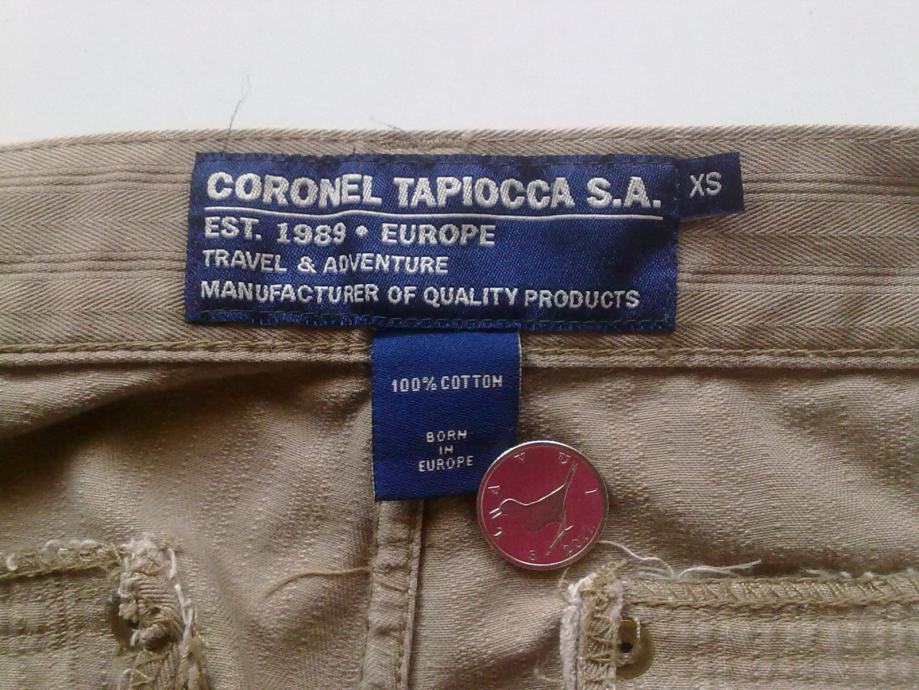 CORONEL TAPIOCCA S.A.
XS
EST. 1989 • EUROPE
TRAVEL & ADVENTURE
MANUFACTURER OF QUALITY PRODUCTS
100% COTTON
BORN
IN
EUROPE